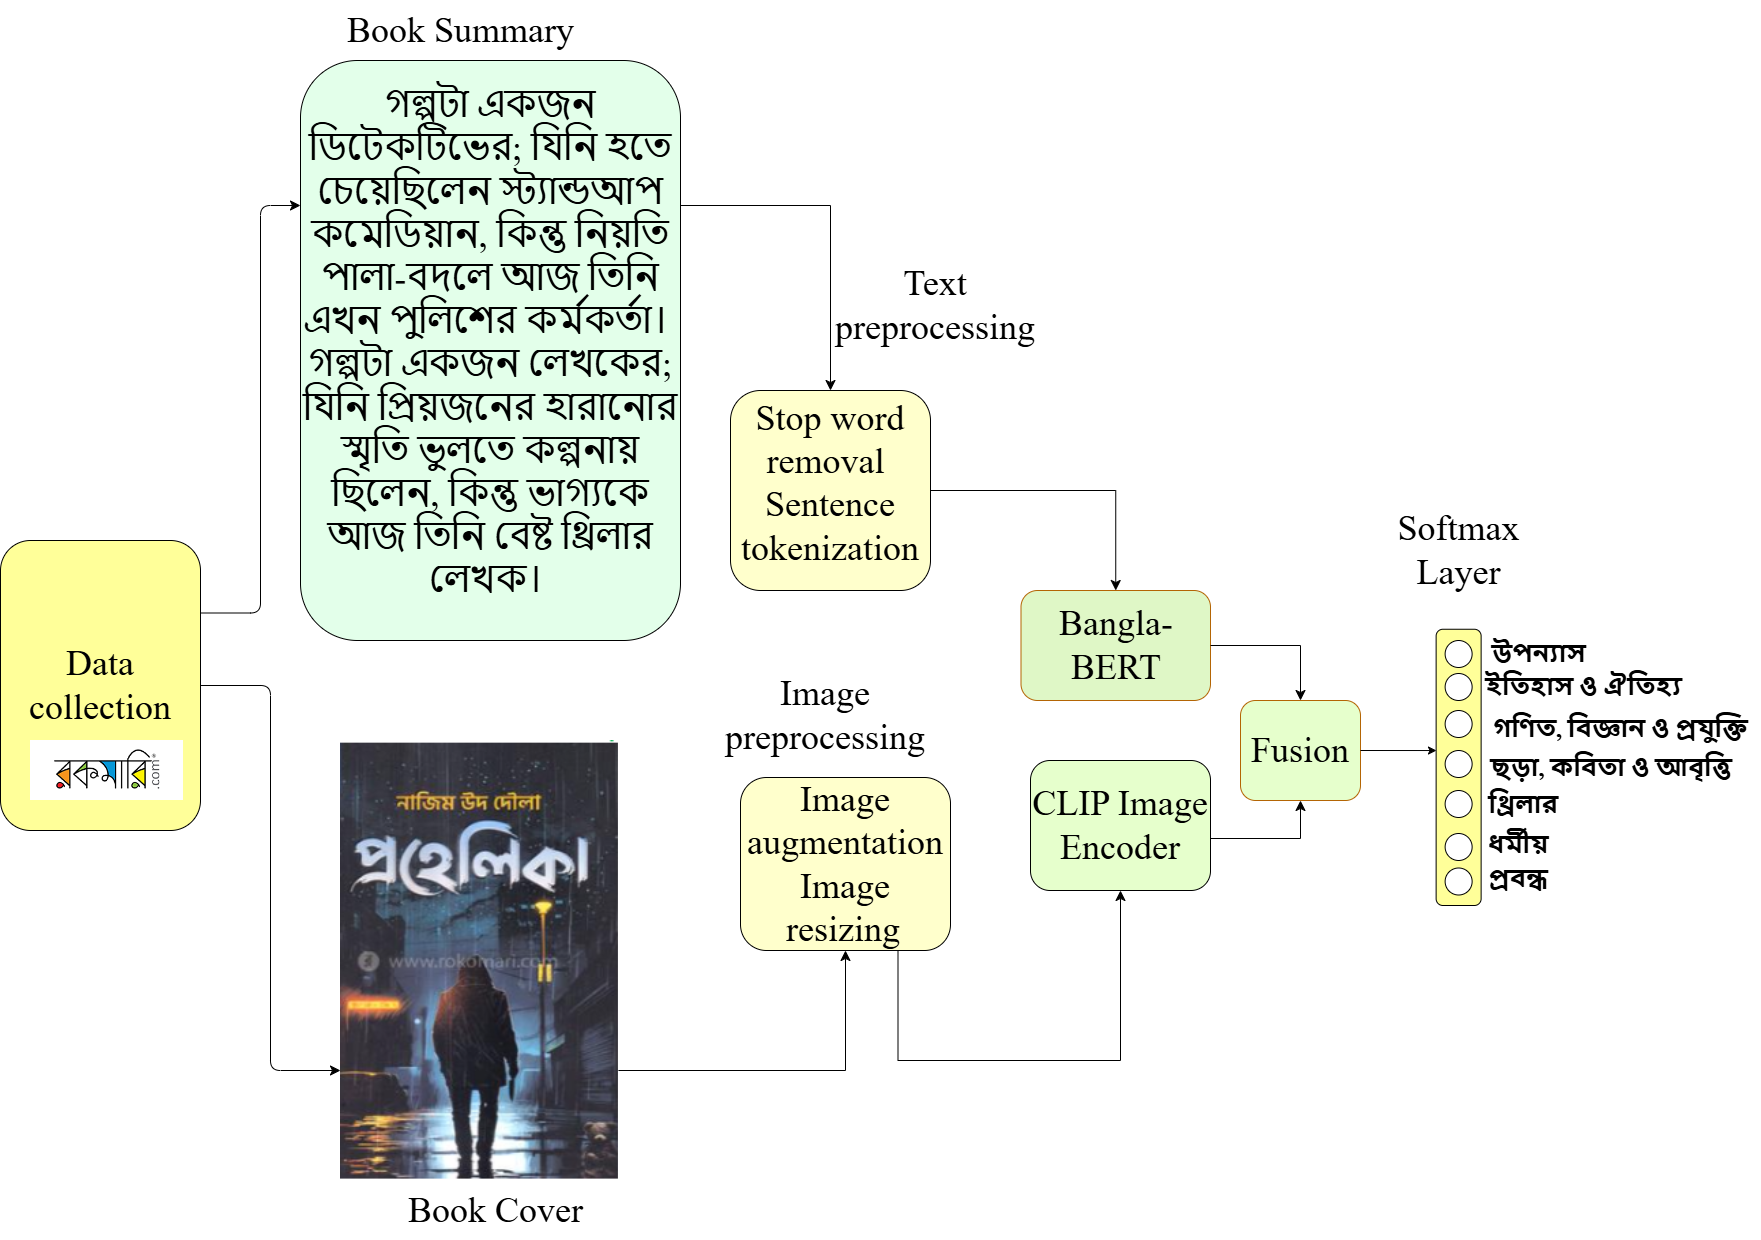 Book Summary
গল্পটা একজন
ডিটেকটিভের; যিনি হতে
চেয়েছিলেন স্ট্যান্ডআপ
কমেডিয়ান, কিন্তু নিয়তি
পালা-বদলে আজ তিনি
এখন পুলিশের কর্মকর্তা।
গল্পটা একজন লেখকের;
যিনি প্রিয়জনের হারানোর
স্মৃতি ভুলতে কল্পনায়
ছিলেন, কিন্তু ভাগ্যকে
আজ তিনি বেষ্ট থ্রিলার
লেখক।
Data
collection
রকমারি.com
নাজিম উদ দৌলা
প্রহেলিকা
www.rokomari.com
Book Cover
Text
preprocessing
Stop word
removal
Sentence
tokenization
Image
preprocessing
Image
augmentation
Image
resizing
Bangla-
BERT
CLIP Image
Encoder
Fusion
Softmax
Layer
উপন্যাস
ইতিহাস ও ঐতিহ্য
গণিত, বিজ্ঞান ও প্রযুক্তি
ছড়া, কবিতা ও আবৃত্তি
থ্রিলার
ধর্মীয়
প্রবন্ধ